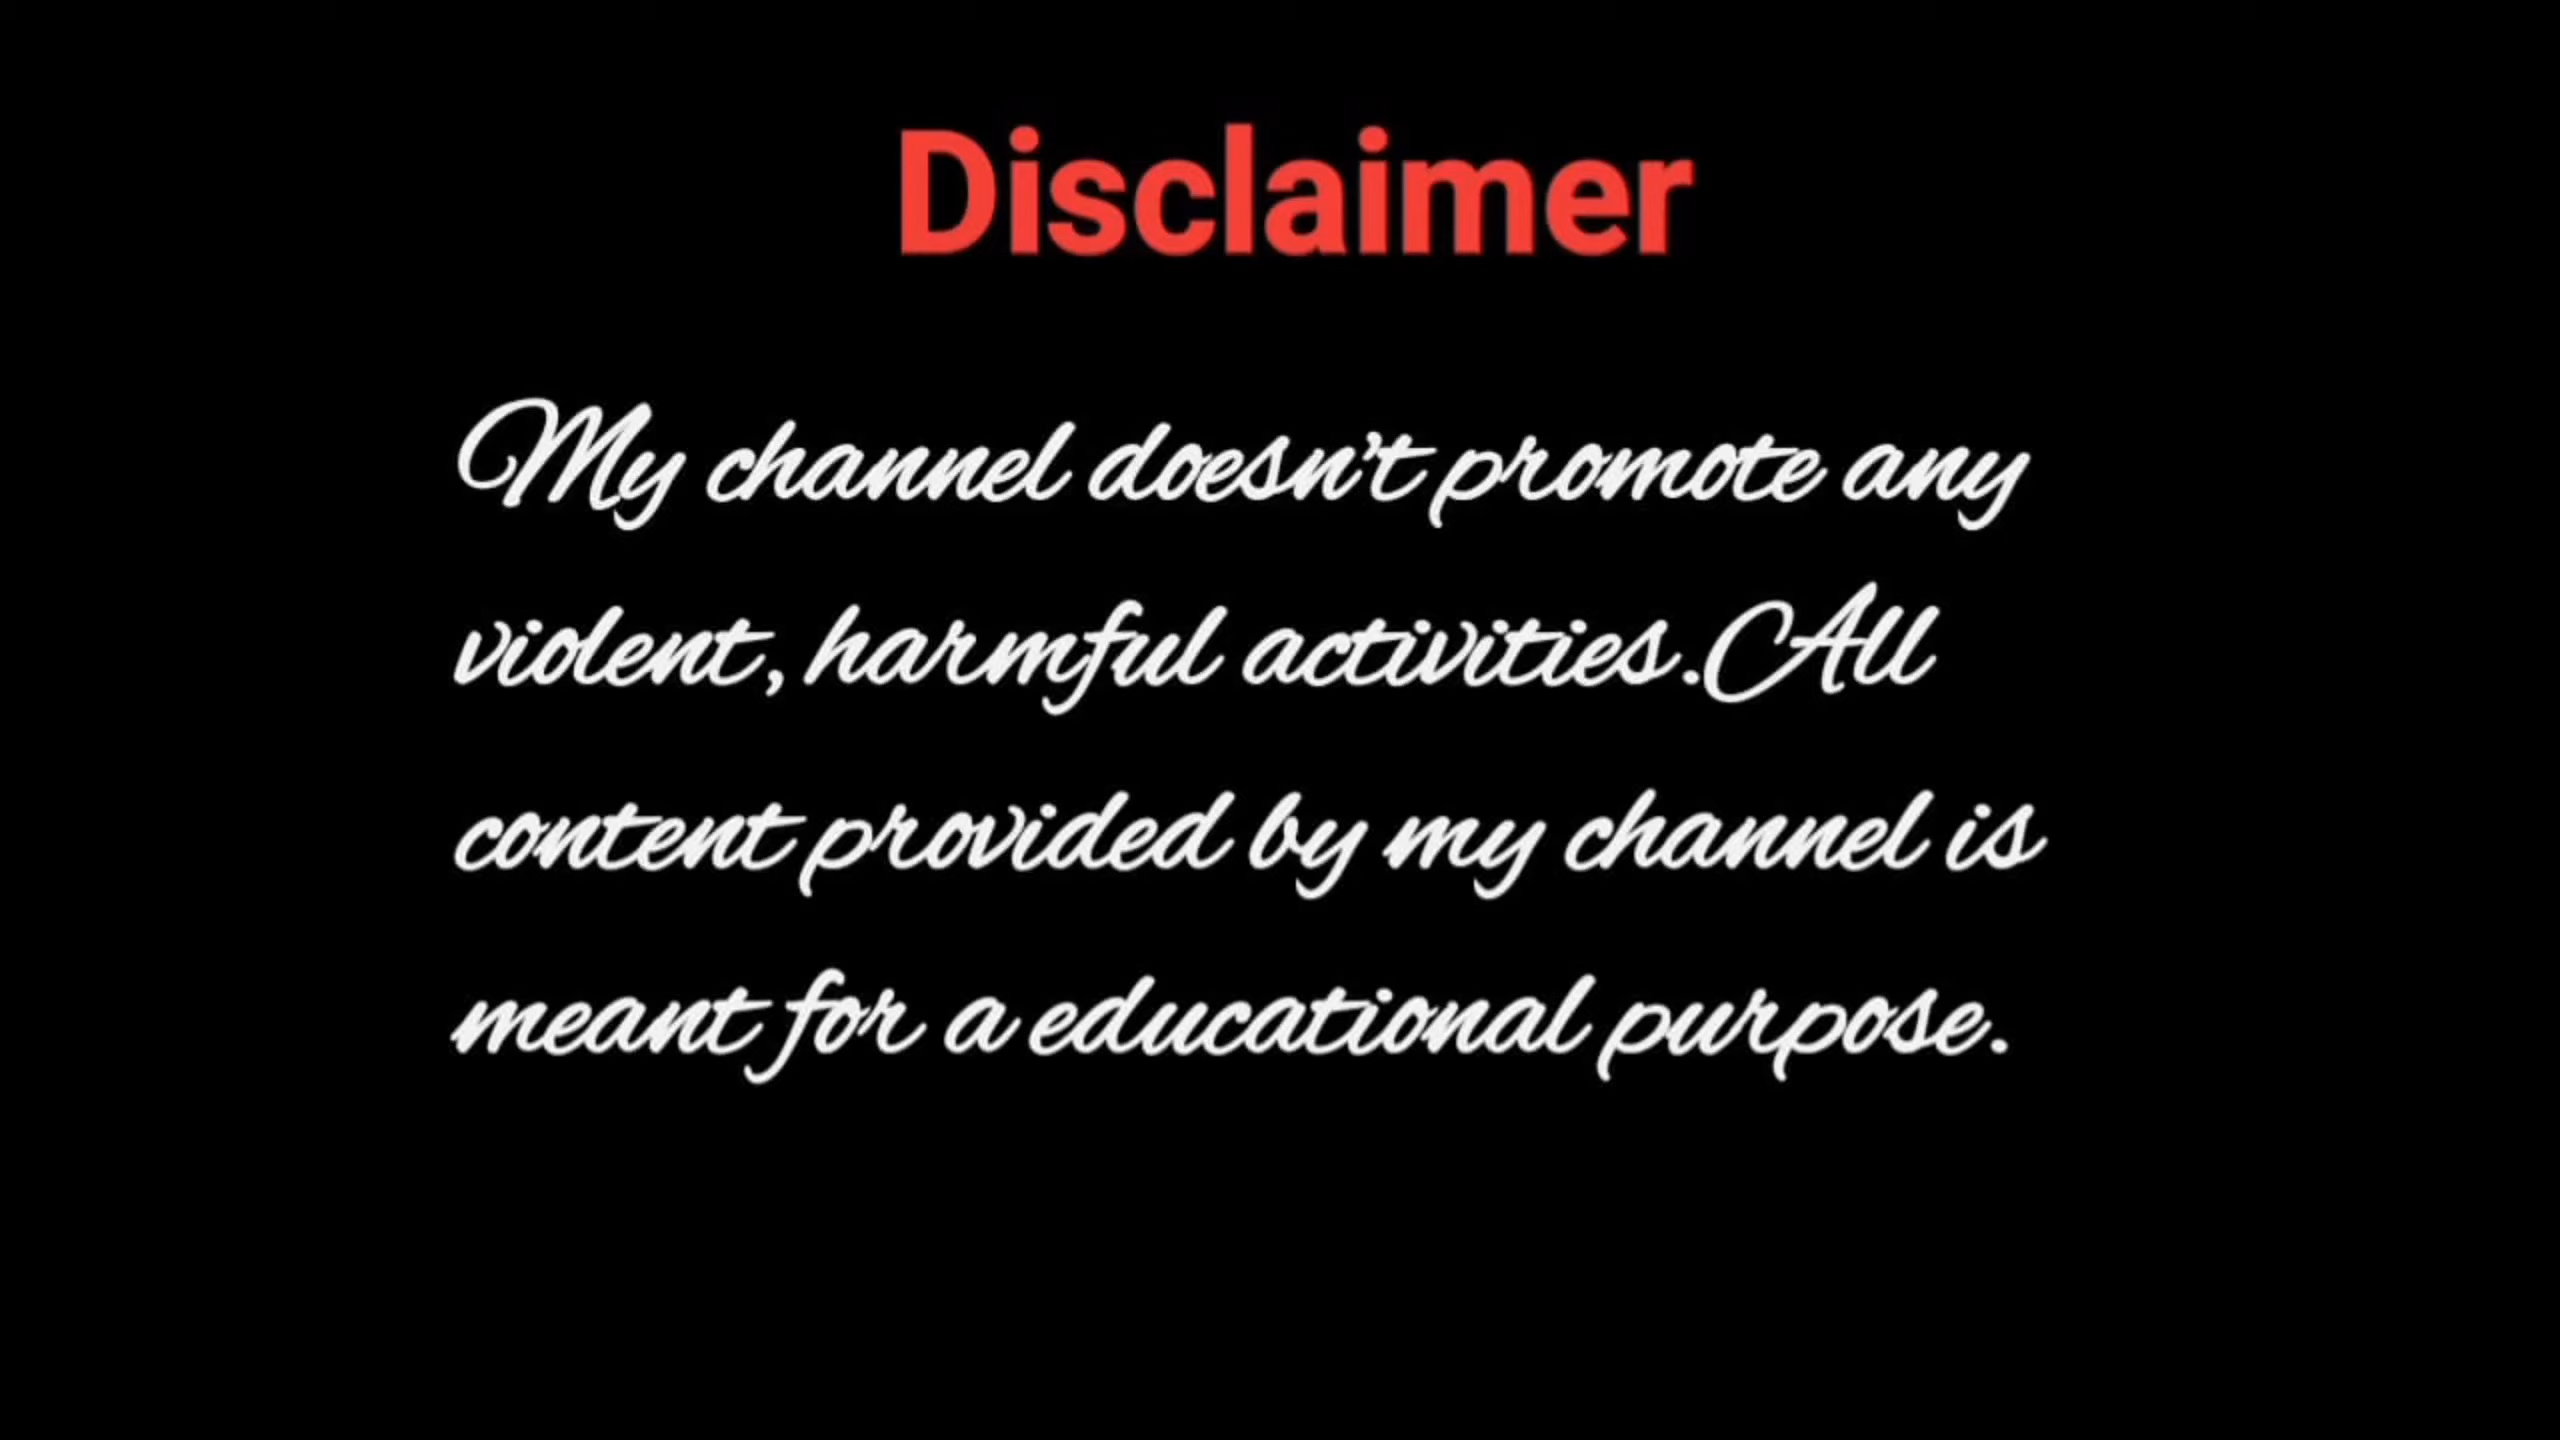 Disclaimer
My channel doesn't promote any
violent, harmful activities.All
content provided by my channel is
meant for a educational purpose.